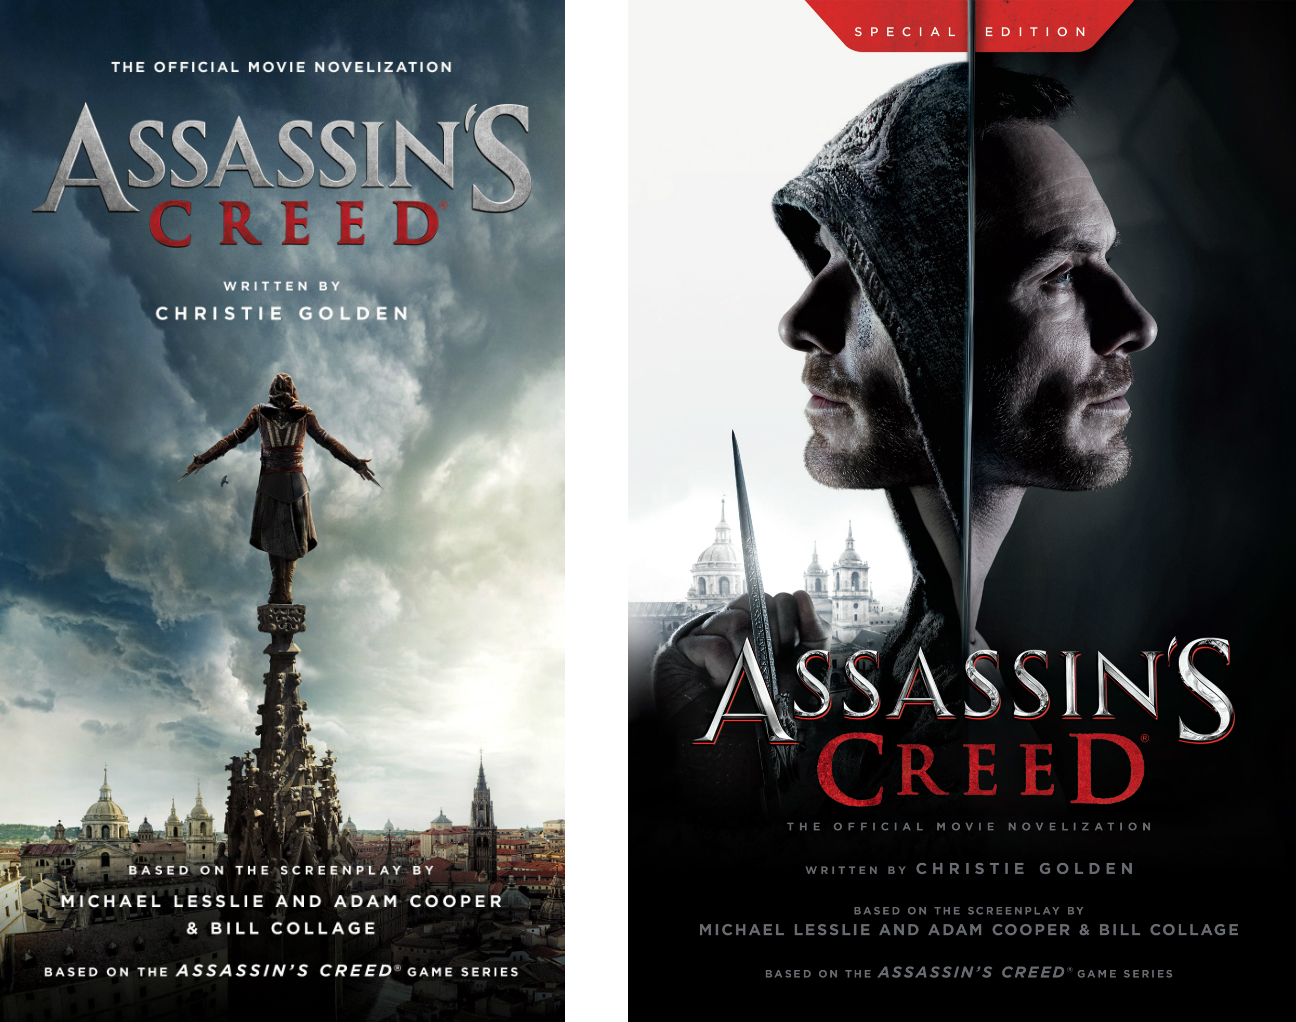 THE OFFICIAL MOVIE NOVELIZATION
ASSASSIN'S
CREED®
WRITTEN BY
CHRISTIE GOLDEN
BASED ON THE SCREENPLAY BY
MICHAEL LESSLIE AND ADAM COOPER
& BILL COLLAGE
BASED ON THE ASSASSIN'S CREED® GAME SERIES
SPECIAL EDITION
ASSASSIN'S
CREED®
THE OFFICIAL MOVIE NOVELIZATION
WRITTEN BY CHRISTIE GOLDEN
BASED ON THE SCREENPLAY BY
MICHAEL LESSLIE AND ADAM COOPER & BILL COLLAGE
BASED ON THE ASSASSIN'S CREED® GAME SERIES